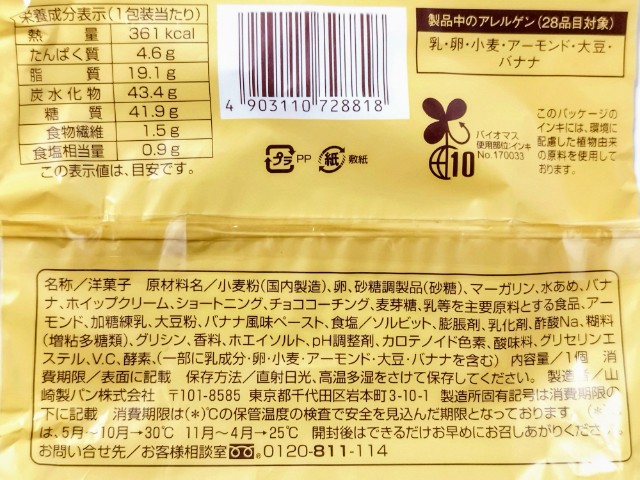 栄養成分表示(1包装当たり)
熱量 361kcal
たんぱく質 4.6g
脂質 19.1g
炭水化物 43.4g
糖質 41.9g
食物繊維 1.5g
食塩相当量 0.9g
この表示値は、目安です。
4 903110 728818
プラ PP 紙 敷紙
製品中のアレルゲン(28品目対象)
乳・卵・小麦・アーモンド・大豆・
バナナ
10
バイオマス
使用部位:インキ
No.170033
このパッケージの
インキには、環境に
配慮した植物由来
の原料を使用して
おります。
名称/洋菓子 原材料名/小麦粉(国内製造)、卵、砂糖調製品(砂糖)、マーガリン、水あめ、バナ
ナ、ホイップクリーム、ショートニング、チョココーチング、麦芽糖、乳等を主要原料とする食品、アー
モンド、加糖練乳、大豆粉、バナナ風味ペースト、食塩/ソルビット、膨脹剤、乳化剤、酢酸Na、糊料
(増粘多糖類)、グリシン、香料、ホエイソルト、pH調整剤、カロテノイド色素、酸味料、グリセリンエ
ステル、V.C、酵素、(一部に乳成分・卵・小麦・アーモンド・大豆・バナナを含む) 内容量/1個 消
費期限/表面に記載 保存方法/直射日光、高温多湿をさけて保存してください。 製造者/山
崎製パン株式会社 〒101-8585 東京都千代田区岩本町3-10-1 製造所固有記号は消費期限の
下に記載 消費期限は(*)℃の保管温度の検査で安全を見込んだ期限となっております。 (*)
は、5月〜10月→30℃ 11月〜4月→25℃ 開封後はできるだけお早めにお召しあがりください。
お問い合せ先/お客様相談室 0120-811-114